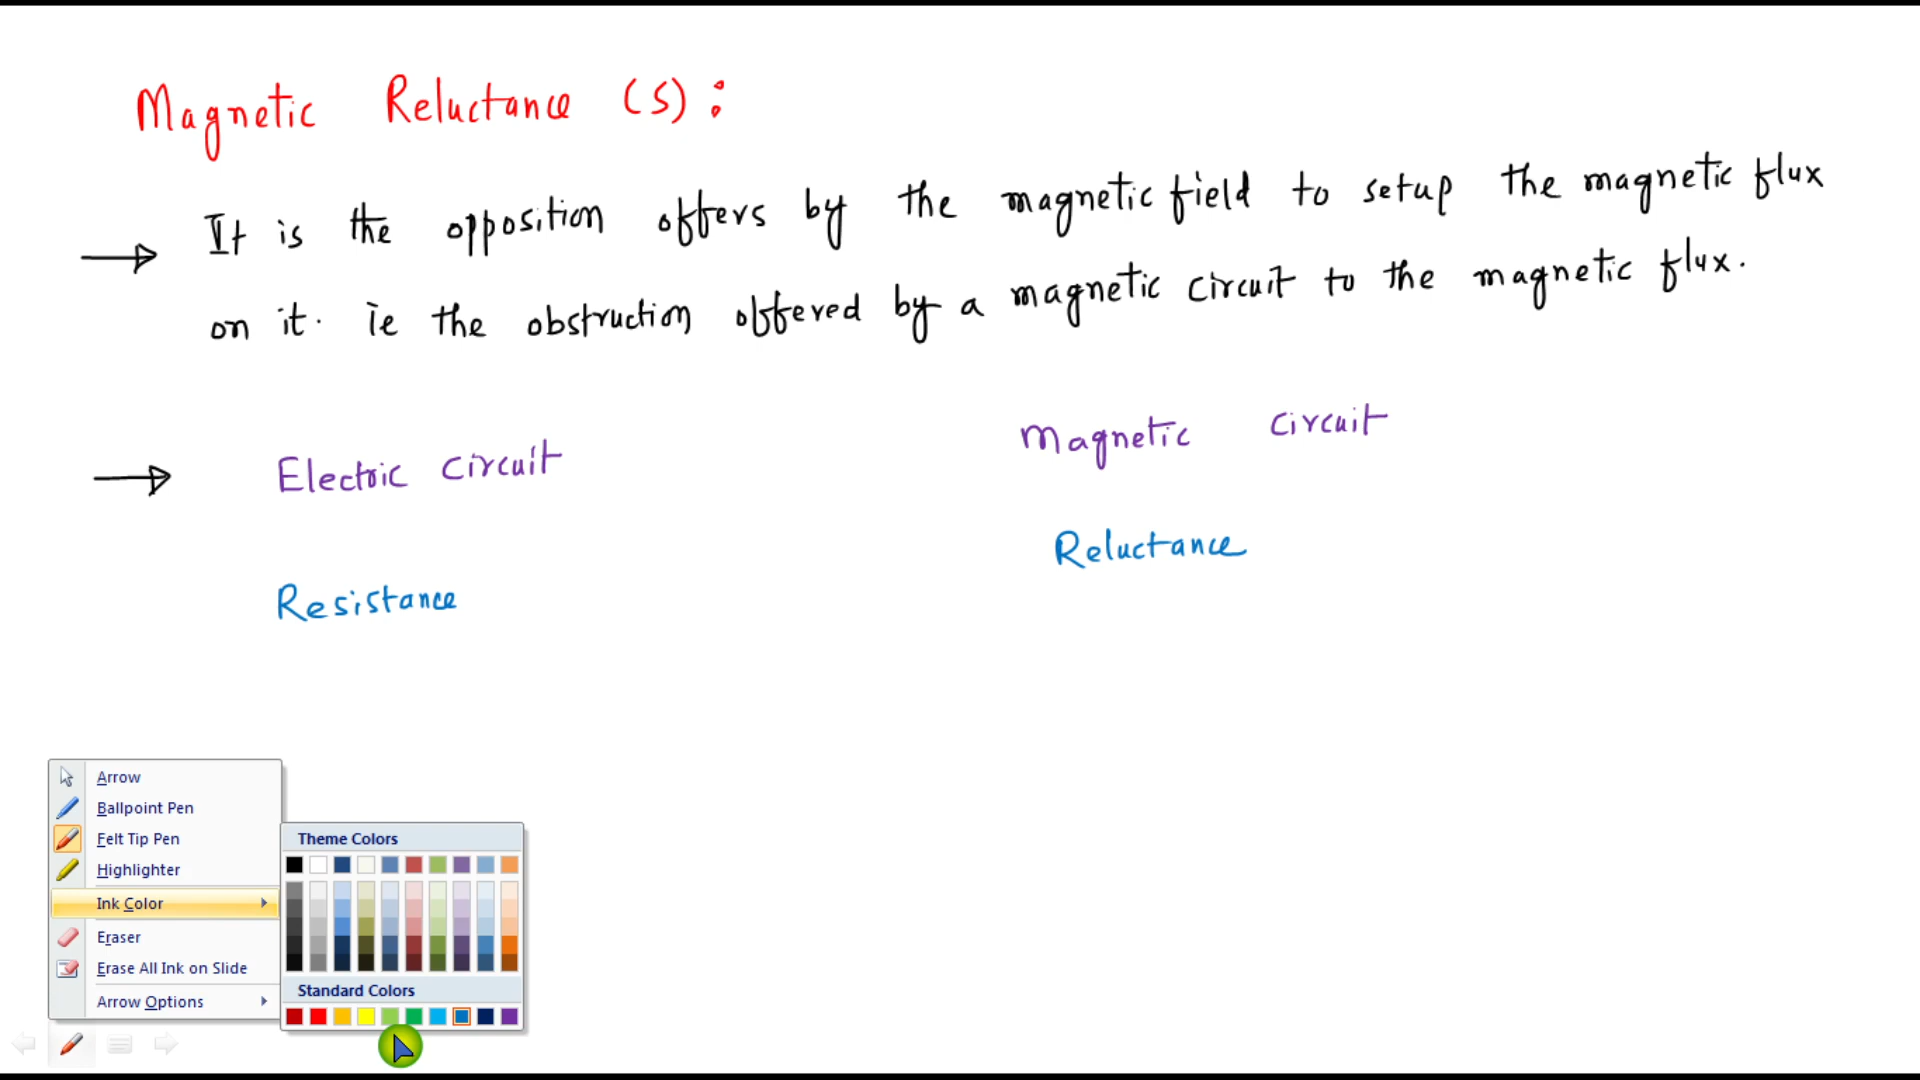 Magnetic Reluctance (S):
It is the opposition offers by the magnetic field to setup the magnetic flux
on it. ie the obstruction offered by a magnetic circuit to the magnetic flux.
Electric circuit
Magnetic circuit
Resistance
Reluctance
Arrow
Ballpoint Pen
Felt Tip Pen
Highlighter
Ink Color
Eraser
Erase All Ink on Slide
Arrow Options
Theme Colors
Standard Colors